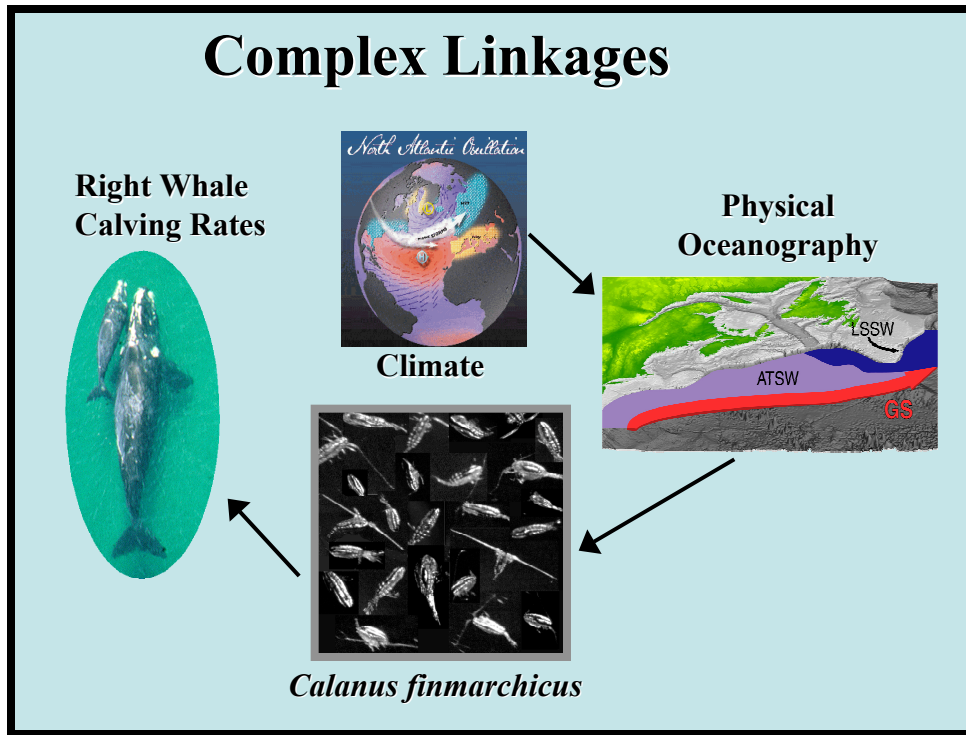 Complex Linkages
North Atlantic Oscillation
Right Whale
Calving Rates
Climate
Physical
Oceanography
LSSW
ATSW
GS
Calanus finmarchicus